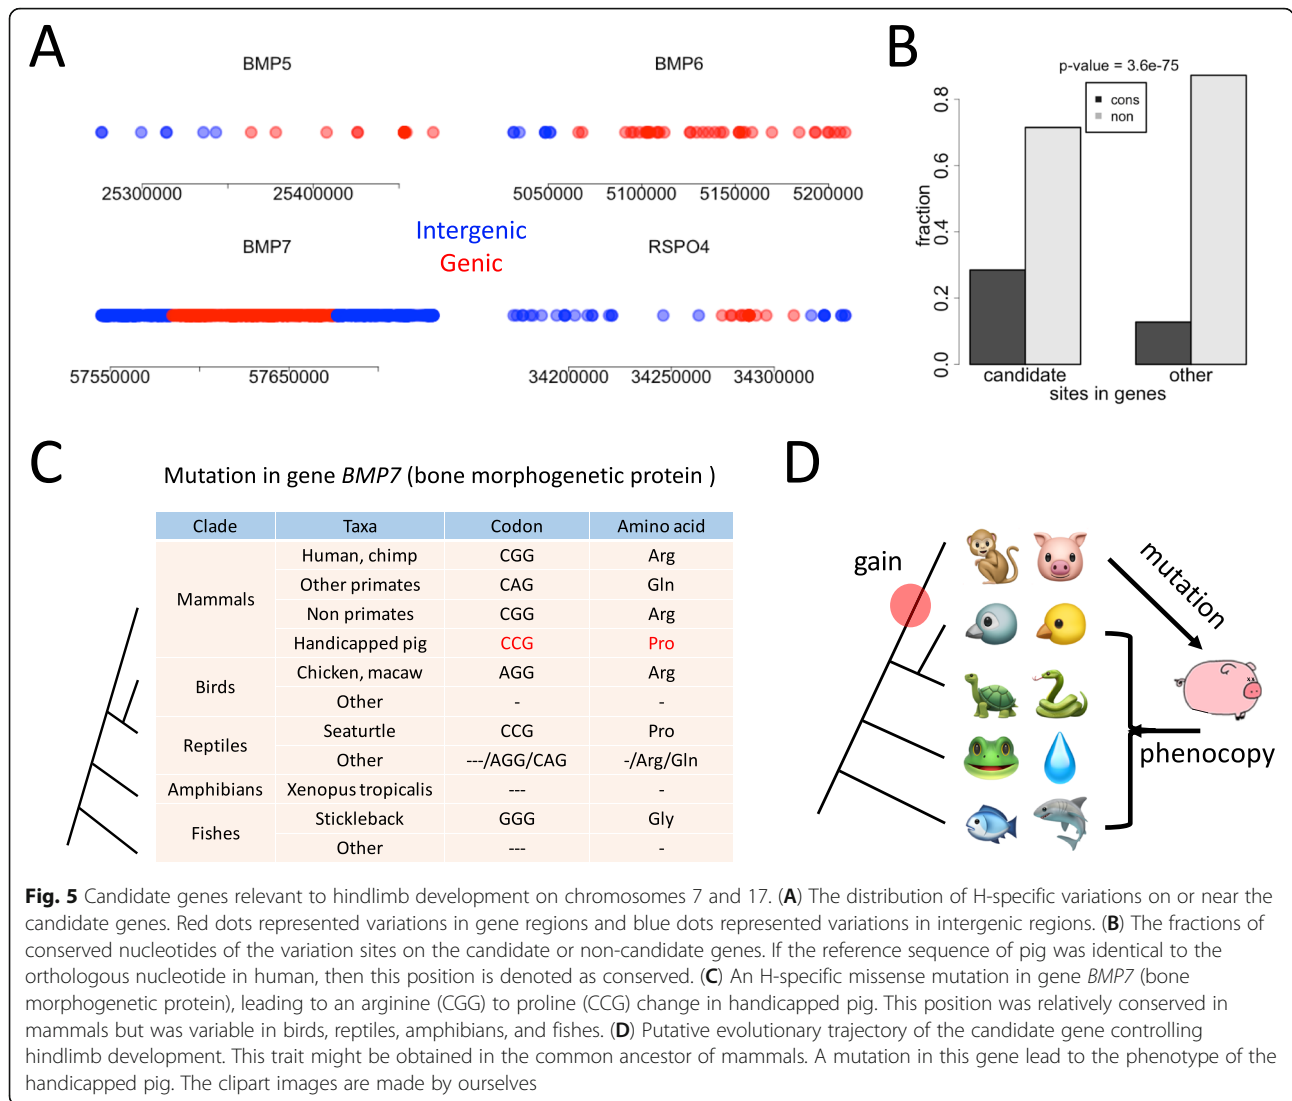 A
BMP5
25300000 25400000
BMP6
5050000 5100000 5150000 5200000
Intergenic
Genic
BMP7
57550000 57650000
RSPO4
34200000 34250000 34300000
B
p-value = 3.6e-75
cons
non
fraction
0.0 0.2 0.4 0.6 0.8
candidate other
sites in genes
C
Mutation in gene BMP7 (bone morphogenetic protein )
Clade Taxa Codon Amino acid
Mammals
Human, chimp CGG Arg
Other primates CAG Gln
Non primates CGG Arg
Handicapped pig CCG Pro
Birds
Chicken, macaw AGG Arg
Other - -
Reptiles
Seaturtle CCG Pro
Other ---/AGG/CAG -/Arg/Gln
Amphibians Xenopus tropicalis --- -
Fishes
Stickleback GGG Gly
Other --- -
D
gain
mutation
phenocopy
Fig. 5 Candidate genes relevant to hindlimb development on chromosomes 7 and 17. (A) The distribution of H-specific variations on or near the
candidate genes. Red dots represented variations in gene regions and blue dots represented variations in intergenic regions. (B) The fractions of
conserved nucleotides of the variation sites on the candidate or non-candidate genes. If the reference sequence of pig was identical to the
orthologous nucleotide in human, then this position is denoted as conserved. (C) An H-specific missense mutation in gene BMP7 (bone
morphogenetic protein), leading to an arginine (CGG) to proline (CCG) change in handicapped pig. This position was relatively conserved in
mammals but was variable in birds, reptiles, amphibians, and fishes. (D) Putative evolutionary trajectory of the candidate gene controlling
hindlimb development. This trait might be obtained in the common ancestor of mammals. A mutation in this gene lead to the phenotype of the
handicapped pig. The clipart images are made by ourselves